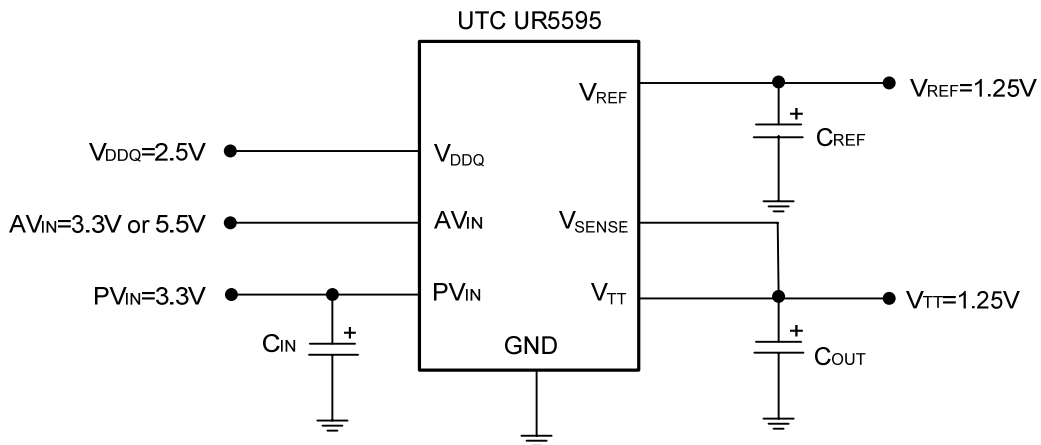 UTC UR5595
VREF
VREF=1.25V
+
CREF
VDDQ=2.5V
VDDQ
AVIN=3.3V or 5.5V
AVIN
VSENSE
PVIN=3.3V
PVIN
VTT
VTT=1.25V
CIN
+
GND
+
COUT